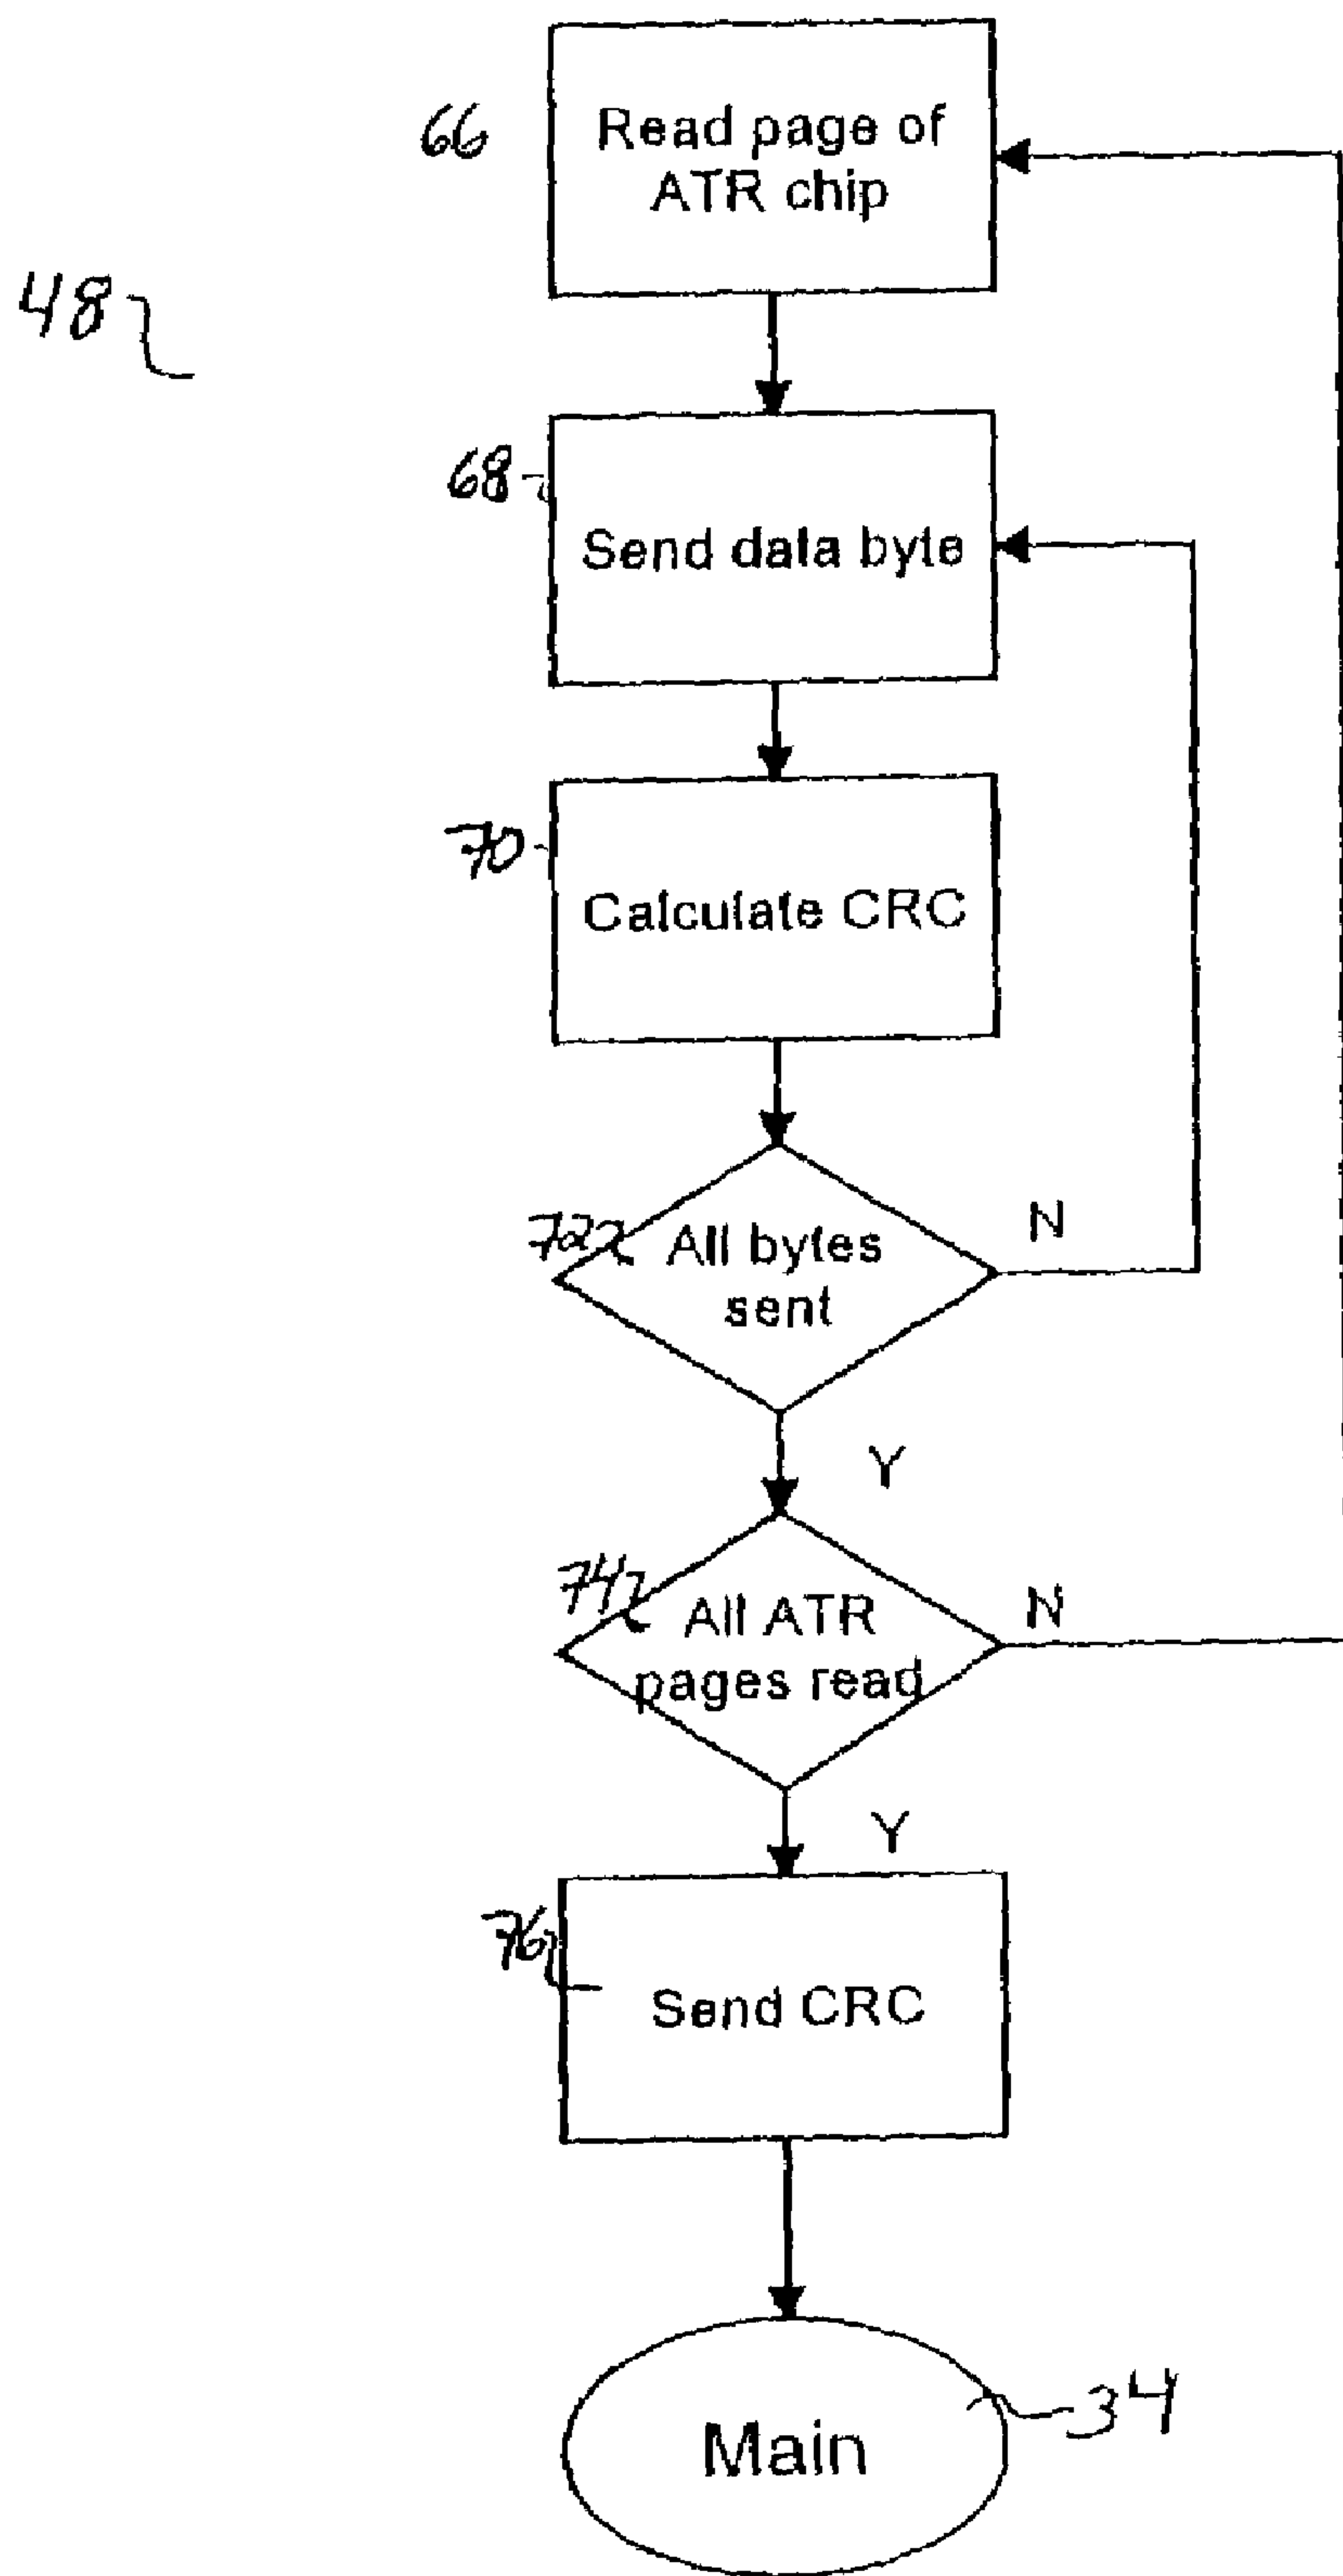 66
Read page of
ATR chip
48
68
Send data byte
70
Calculate CRC
72
All bytes
sent
N
Y
74
All ATR
pages read
N
Y
76
Send CRC
Main
34